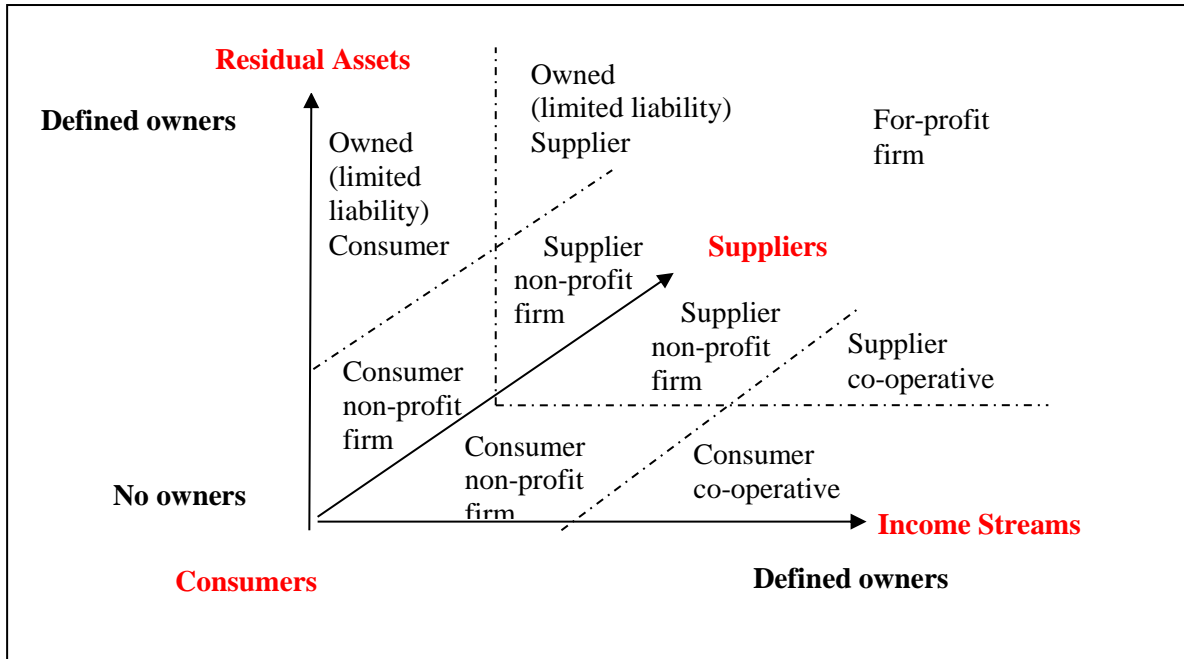 Residual Assets
Defined owners
Owned
(limited
liability)
Consumer
Owned
(limited liability)
Supplier
For-profit
firm
Supplier
non-profit
firm
Suppliers
Supplier
non-profit
firm
Supplier
co-operative
Consumer
non-profit
firm
Consumer
non-profit
firm
Consumer
co-operative
No owners
Income Streams
Consumers
Defined owners